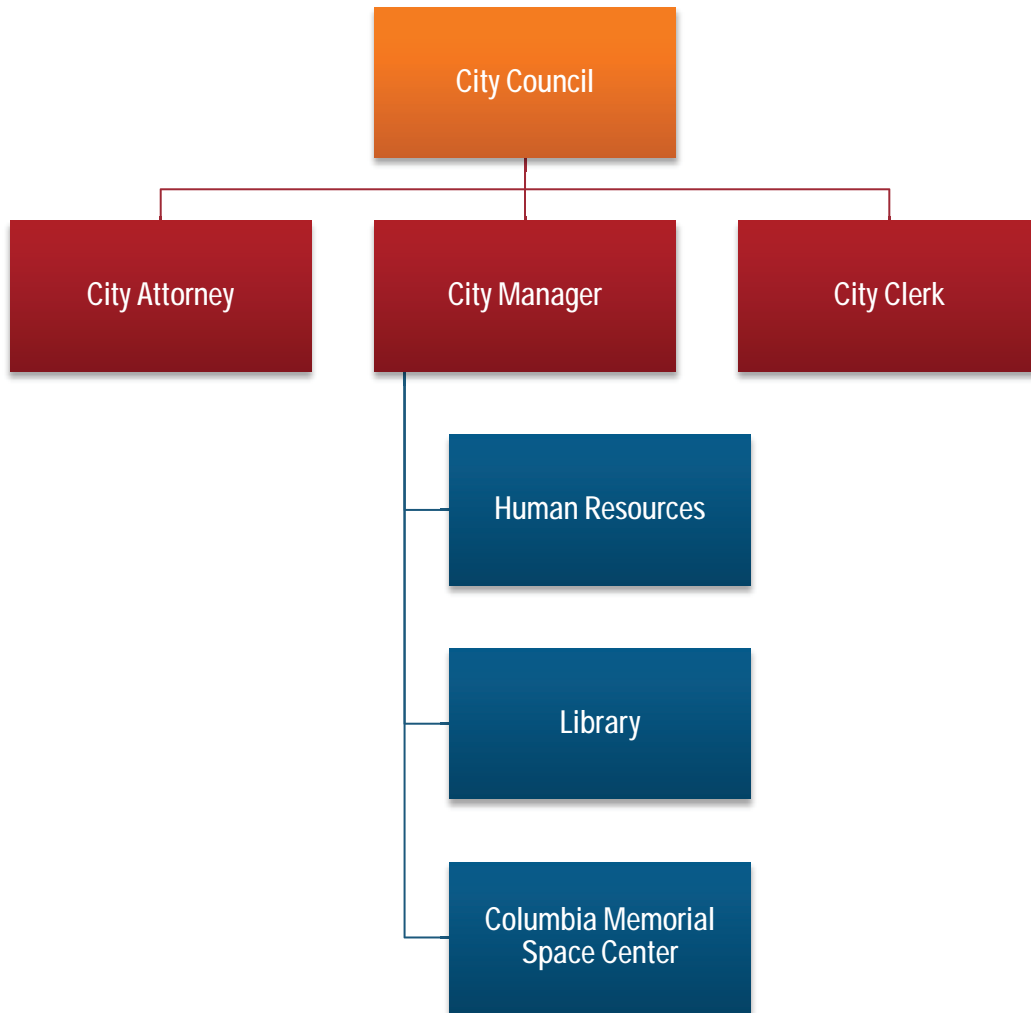 City Council
City Attorney
City Manager
City Clerk
Human Resources
Library
Columbia Memorial
Space Center